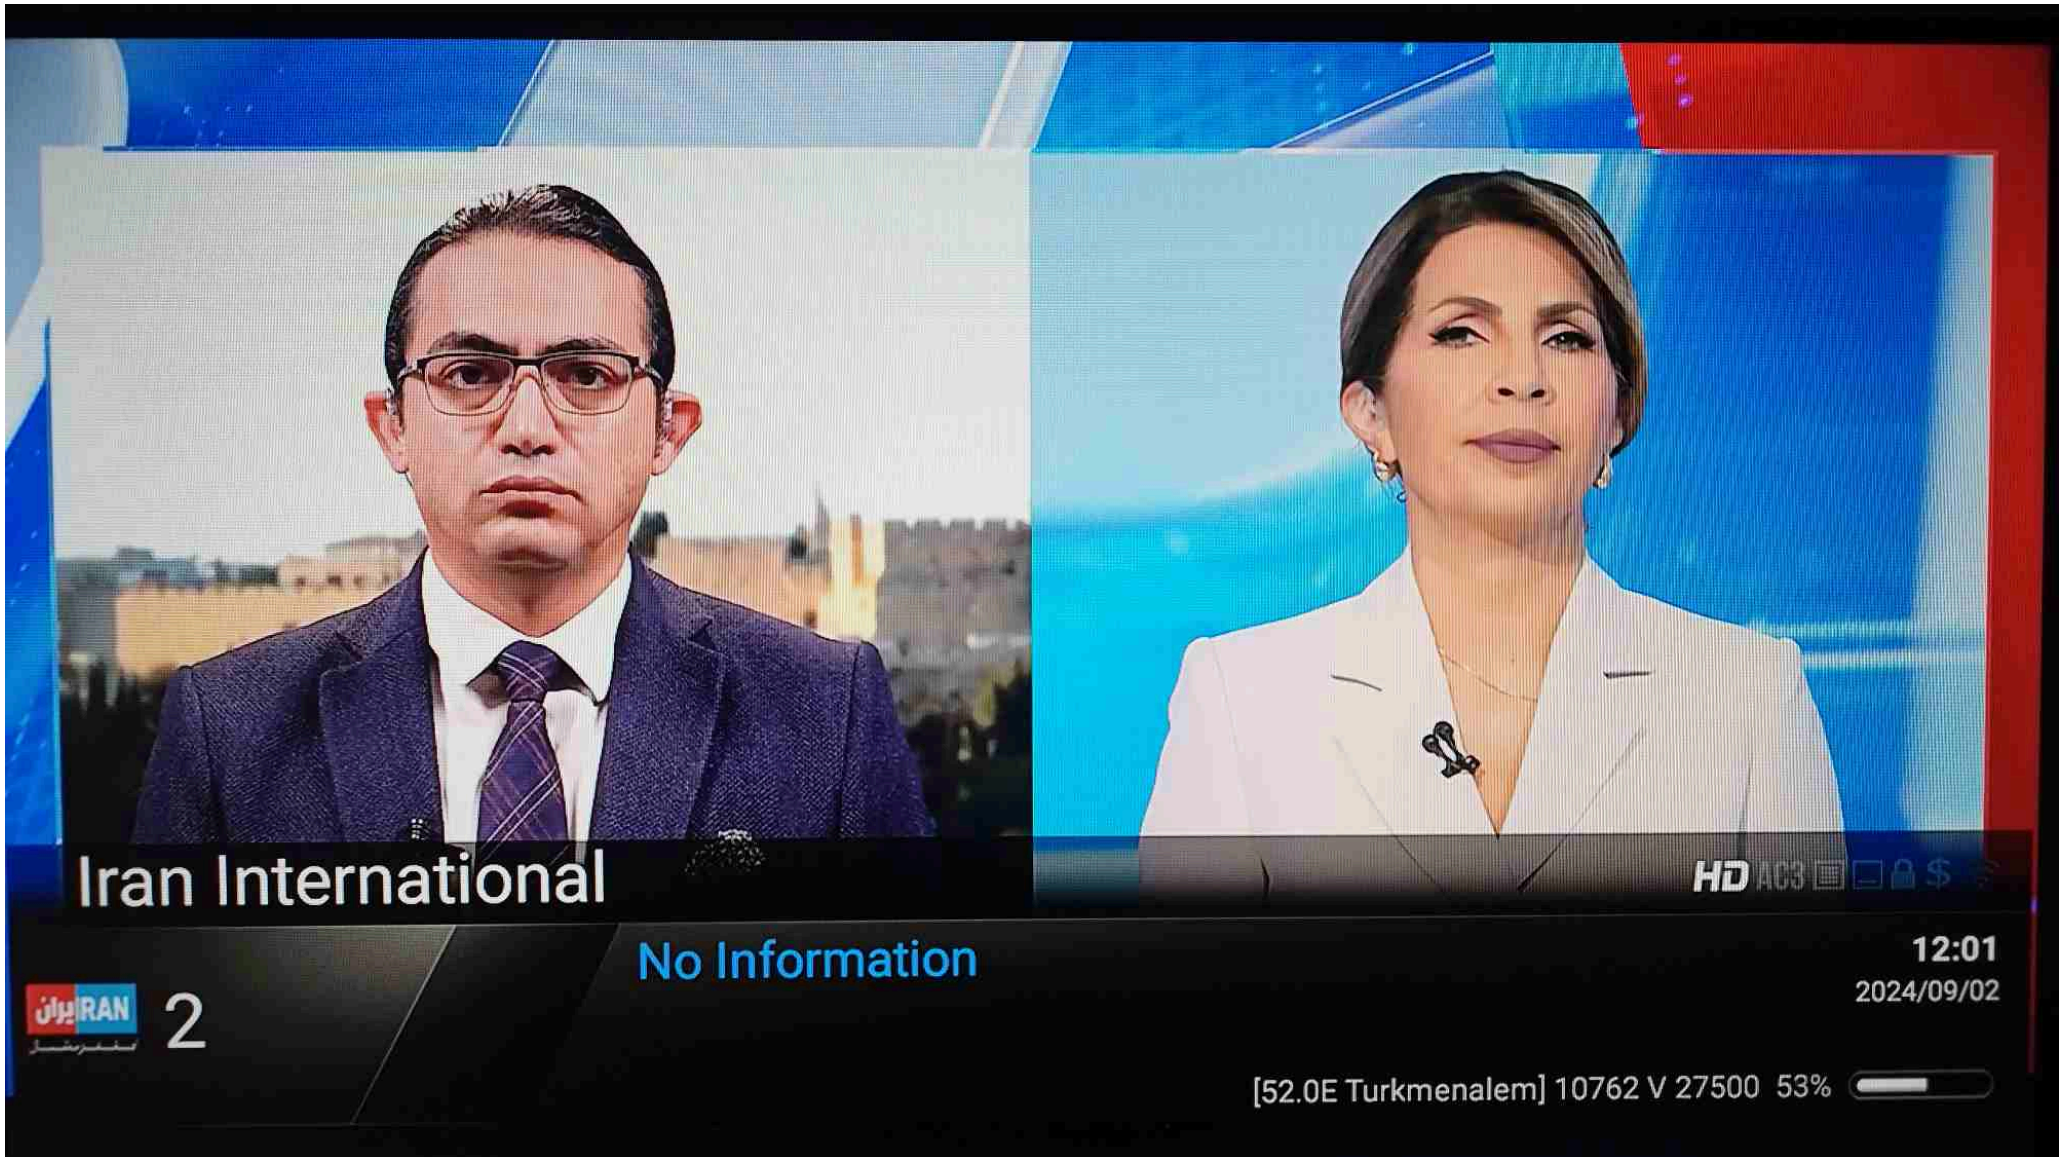 Iran International
HD AC3 $
ایران IRAN
اینترنشنال
2
No Information
12:01
2024/09/02
[52.0E Turkmenalem] 10762 V 27500 53%